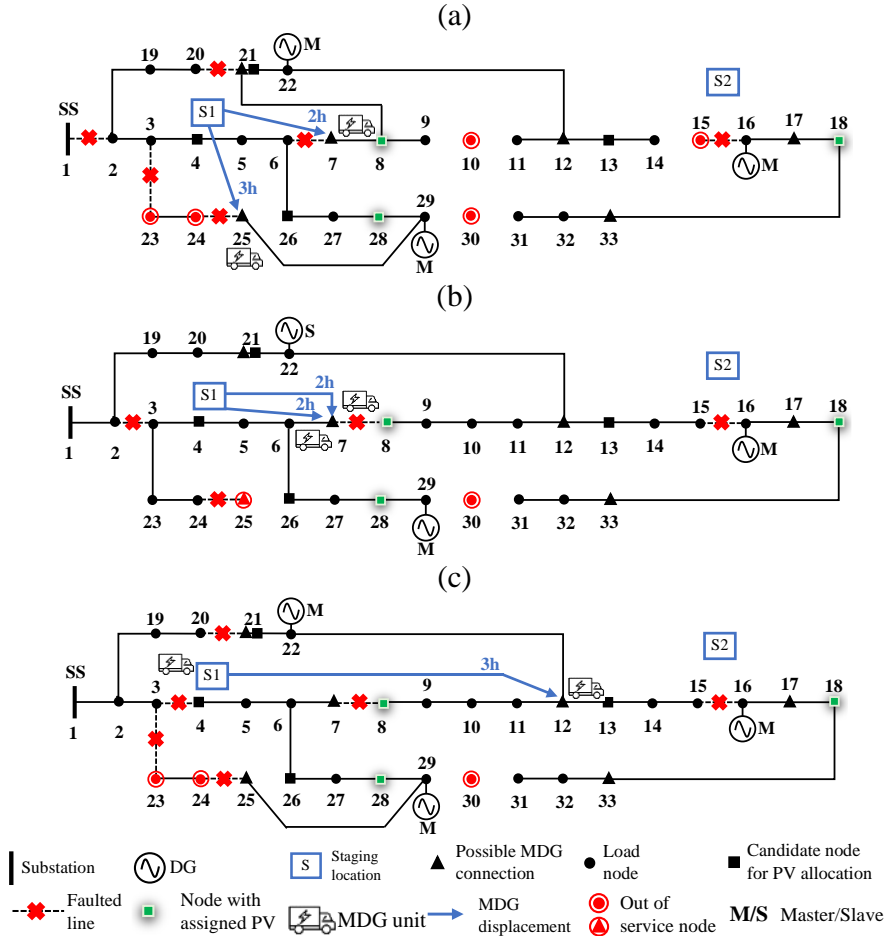 (a)
M
19 20 21
22
S2
SS
S1
2h
3 9 15 16 17 18
1 2 4 5 6 7 8 10 11 12 13 14 M
3h
29
23 24 25 26 27 28 30 31 32 33
M
(b)
S
19 20 21
22
S2
SS
S1
2h
2h
3 9 15 16 17 18
1 2 4 5 6 7 8 10 11 12 13 14 M
29
23 24 25 26 27 28 30 31 32 33
M
(c)
M
19 20 21
22
S2
SS
S1
3h
3 9 15 16 17 18
1 2 4 5 6 7 8 10 11 12 13 14 M
29
23 24 25 26 27 28 30 31 32 33
M
Substation DG S Staging location Possible MDG connection Load node Candidate node for PV allocation
Faulted line Node with assigned PV MDG unit MDG displacement Out of service node M/S Master/Slave